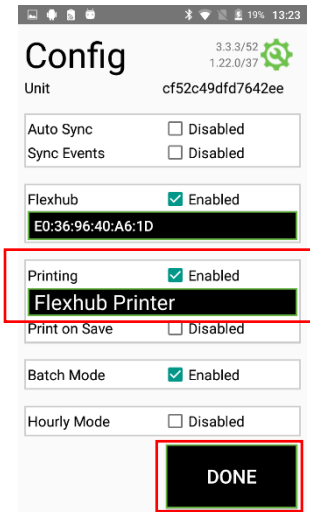 19% 13:23
Config
3.3.3/52
1.22.0/37
Unit cf52c49dfd7642ee
Auto Sync Disabled
Sync Events Disabled
Flexhub Enabled
E0:36:96:40:A6:1D
Printing Enabled
Flexhub Printer
Print on Save Disabled
Batch Mode Enabled
Hourly Mode Disabled
DONE